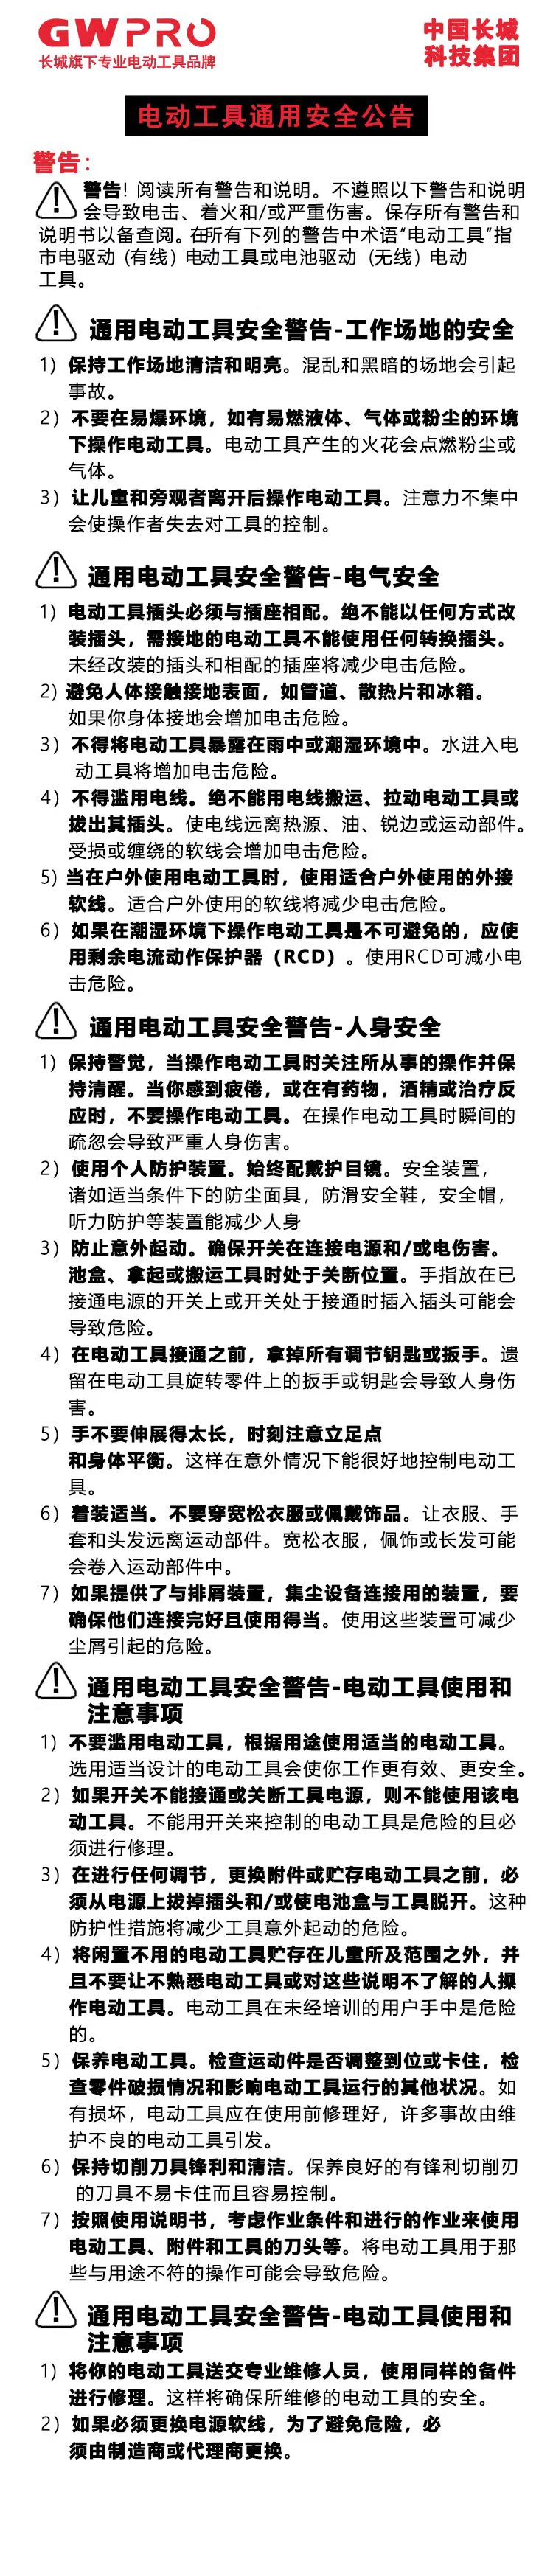 GWPRO
长城旗下专业电动工具品牌
中国长城
科技集团
电动工具通用安全公告
警告：
警告! 阅读所有警告和说明。不遵照以下警告和说明
会导致电击、着火和/或严重伤害。保存所有警告和
说明书以备查阅。在所有下列的警告中术语“电动工具”指
市电驱动 (有线) 电动工具或电池驱动 (无线) 电动
工具。
通用电动工具安全警告-工作场地的安全
1）保持工作场地清洁和明亮。混乱和黑暗的场地会引起
事故。
2）不要在易爆环境，如有易燃液体、气体或粉尘的环境
下操作电动工具。电动工具产生的火花会点燃粉尘或
气体。
3）让儿童和旁观者离开后操作电动工具。注意力不集中
会使操作者失去对工具的控制。
通用电动工具安全警告-电气安全
1）电动工具插头必须与插座相配。绝不能以任何方式改
装插头，需接地的电动工具不能使用任何转换插头。
未经改装的插头和相配的插座将减少电击危险。
2）避免人体接触接地表面，如管道、散热片和冰箱。
如果你身体接地会增加电击危险。
3）不得将电动工具暴露在雨中或潮湿环境中。水进入电
动工具将增加电击危险。
4）不得滥用电线。绝不能用电线搬运、拉动电动工具或
拔出其插头。使电线远离热源、油、锐边或运动部件。
受损或缠绕的软线会增加电击危险。
5）当在户外使用电动工具时，使用适合户外使用的外接
软线。适合户外使用的软线将减少电击危险。
6）如果在潮湿环境下操作电动工具是不可避免的，应使
用剩余电流动作保护器（RCD）。使用RCD可减小电
击危险。
通用电动工具安全警告-人身安全
1）保持警觉，当操作电动工具时关注所从事的操作并保
持清醒。当你感到疲倦，或在有药物，酒精或治疗反
应时，不要操作电动工具。在操作电动工具时瞬间的
疏忽会导致严重人身伤害。
2）使用个人防护装置。始终配戴护目镜。安全装置，
诸如适当条件下的防尘面具，防滑安全鞋，安全帽，
听力防护等装置能减少人身
3）防止意外起动。确保开关在连接电源和/或电伤害。
池盒、拿起或搬运工具时处于关断位置。手指放在已
接通电源的开关上或开关处于接通时插入插头可能会
导致危险。
4）在电动工具接通之前，拿掉所有调节钥匙或扳手。遗
留在电动工具旋转零件上的扳手或钥匙会导致人身伤
害。
5）手不要伸展得太长，时刻注意立足点
和身体平衡。这样在意外情况下能很好地控制电动工
具。
6）着装适当。不要穿宽松衣服或佩戴饰品。让衣服、手
套和头发远离运动部件。宽松衣服，佩饰或长发可能
会卷入运动部件中。
7）如果提供了与排屑装置，集尘设备连接用的装置，要
确保他们连接完好且使用得当。使用这些装置可减少
尘屑引起的危险。
通用电动工具安全警告-电动工具使用和
注意事项
1）不要滥用电动工具，根据用途使用适当的电动工具。
选用适当设计的电动工具会使你工作更有效、更安全。
2）如果开关不能接通或关断工具电源，则不能使用该电
动工具。不能用开关来控制的电动工具是危险的且必
须进行修理。
3）在进行任何调节，更换附件或贮存电动工具之前，必
须从电源上拔掉插头和/或使电池盒与工具脱开。这种
防护性措施将减少工具意外起动的危险。
4）将闲置不用的电动工具贮存在儿童所及范围之外，并
且不要让不熟悉电动工具或对这些说明不了解的人操
作电动工具。电动工具在未经培训的用户手中是危险
的。
5）保养电动工具。检查运动件是否调整到位或卡住，检
查零件破损情况和影响电动工具运行的其他状况。如
有损坏，电动工具应在使用前修理好，许多事故由维
护不良的电动工具引发。
6）保持切削刀具锋利和清洁。保养良好的有锋利切削刃
的刀具不易卡住而且容易控制。
7）按照使用说明书，考虑作业条件和进行的作业来使用
电动工具、附件和工具的刀头等。将电动工具用于那
些与用途不符的操作可能会导致危险。
通用电动工具安全警告-电动工具使用和
注意事项
1）将你的电动工具送交专业维修人员，使用同样的备件
进行修理。这样将确保所维修的电动工具的安全。
2）如果必须更换电源软线，为了避免危险，必
须由制造商或代理商更换。